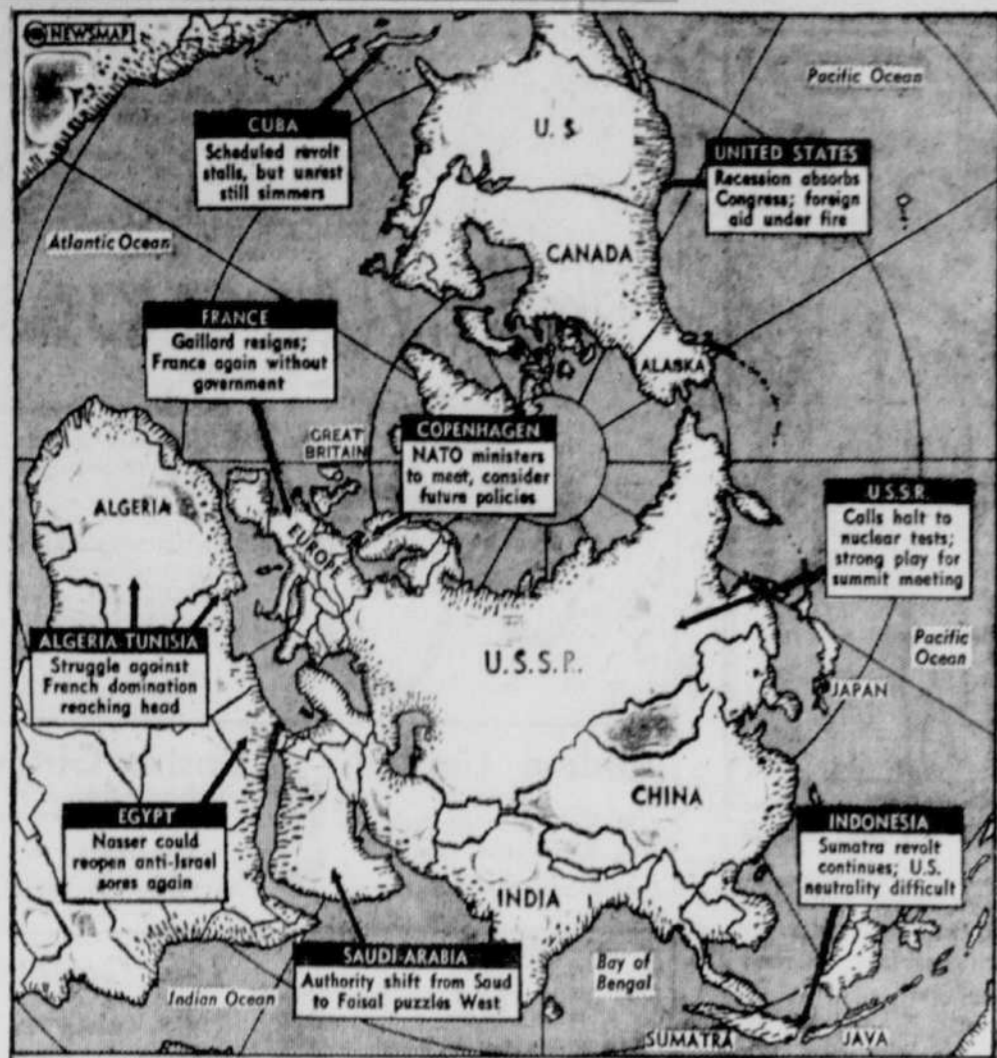 NEWSMAP
Pacific Ocean
CUBA
Scheduled revolt
stalls, but unrest
still simmers
U. S.
UNITED STATES
Recession absorbs
Congress; foreign
aid under fire
Atlantic Ocean
CANADA
FRANCE
Gaillard resigns;
France again without
government
ALASKA
COPENHAGEN
NATO ministers
to meet, consider
future policies
GREAT
BRITAIN
ALGERIA
EUROPE
U.S.S.R.
Calls halt to
nuclear tests;
strong play for
summit meeting
ALGERIA-TUNISIA
Struggle against
French domination
reaching head
U.S.S.R.
Pacific
Ocean
JAPAN
EGYPT
Nasser could
reopen anti-Israel
sores again
CHINA
INDONESIA
Sumatra revolt
continues; U.S.
neutrality difficult
INDIA
SAUDI-ARABIA
Authority shift from Saud
to Faisal puzzles West
Bay of
Bengal
Indian Ocean
SUMATRA
JAVA